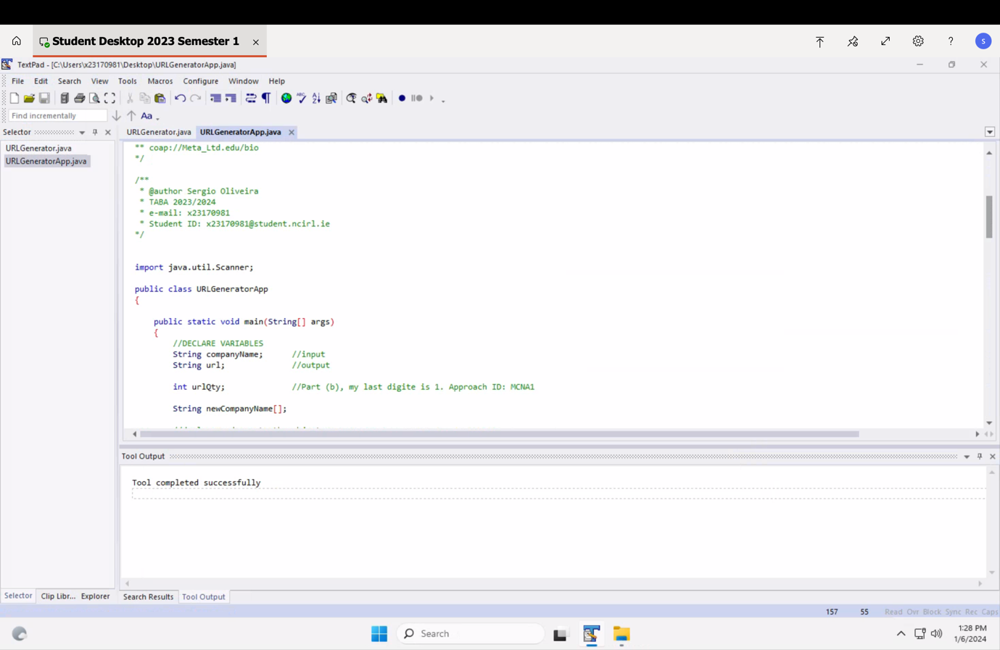 Student Desktop 2023 Semester 1
?
S
TextPad - [C:\Users\x23170981\Desktop\URLGeneratorApp.java]
File Edit Search View Tools Macros Configure Window Help
Find incrementally
Aa
Selector
URLGenerator.java
URLGeneratorApp.java
URLGenerator.java
URLGeneratorApp.java
** coap://Meta_Ltd.edu/bio
*/
/**
* @author Sergio Oliveira
* TABA 2023/2024
* e-mail: x23170981
* Student ID: x23170981@student.ncirl.ie
*/
import java.util.Scanner;
public class URLGeneratorApp
{
public static void main(String[] args)
{
//DECLARE VARIABLES
String companyName; //input
String url; //output
int urlQty; //Part (b), my last digite is 1. Approach ID: MCNA1
String newCompanyName[];
Tool Output
Tool completed successfully
Selector Clip Libr... Explorer
Search Results Tool Output
157 55 Read Ovr Block Sync Rec Caps
Search
1:28 PM
1/6/2024